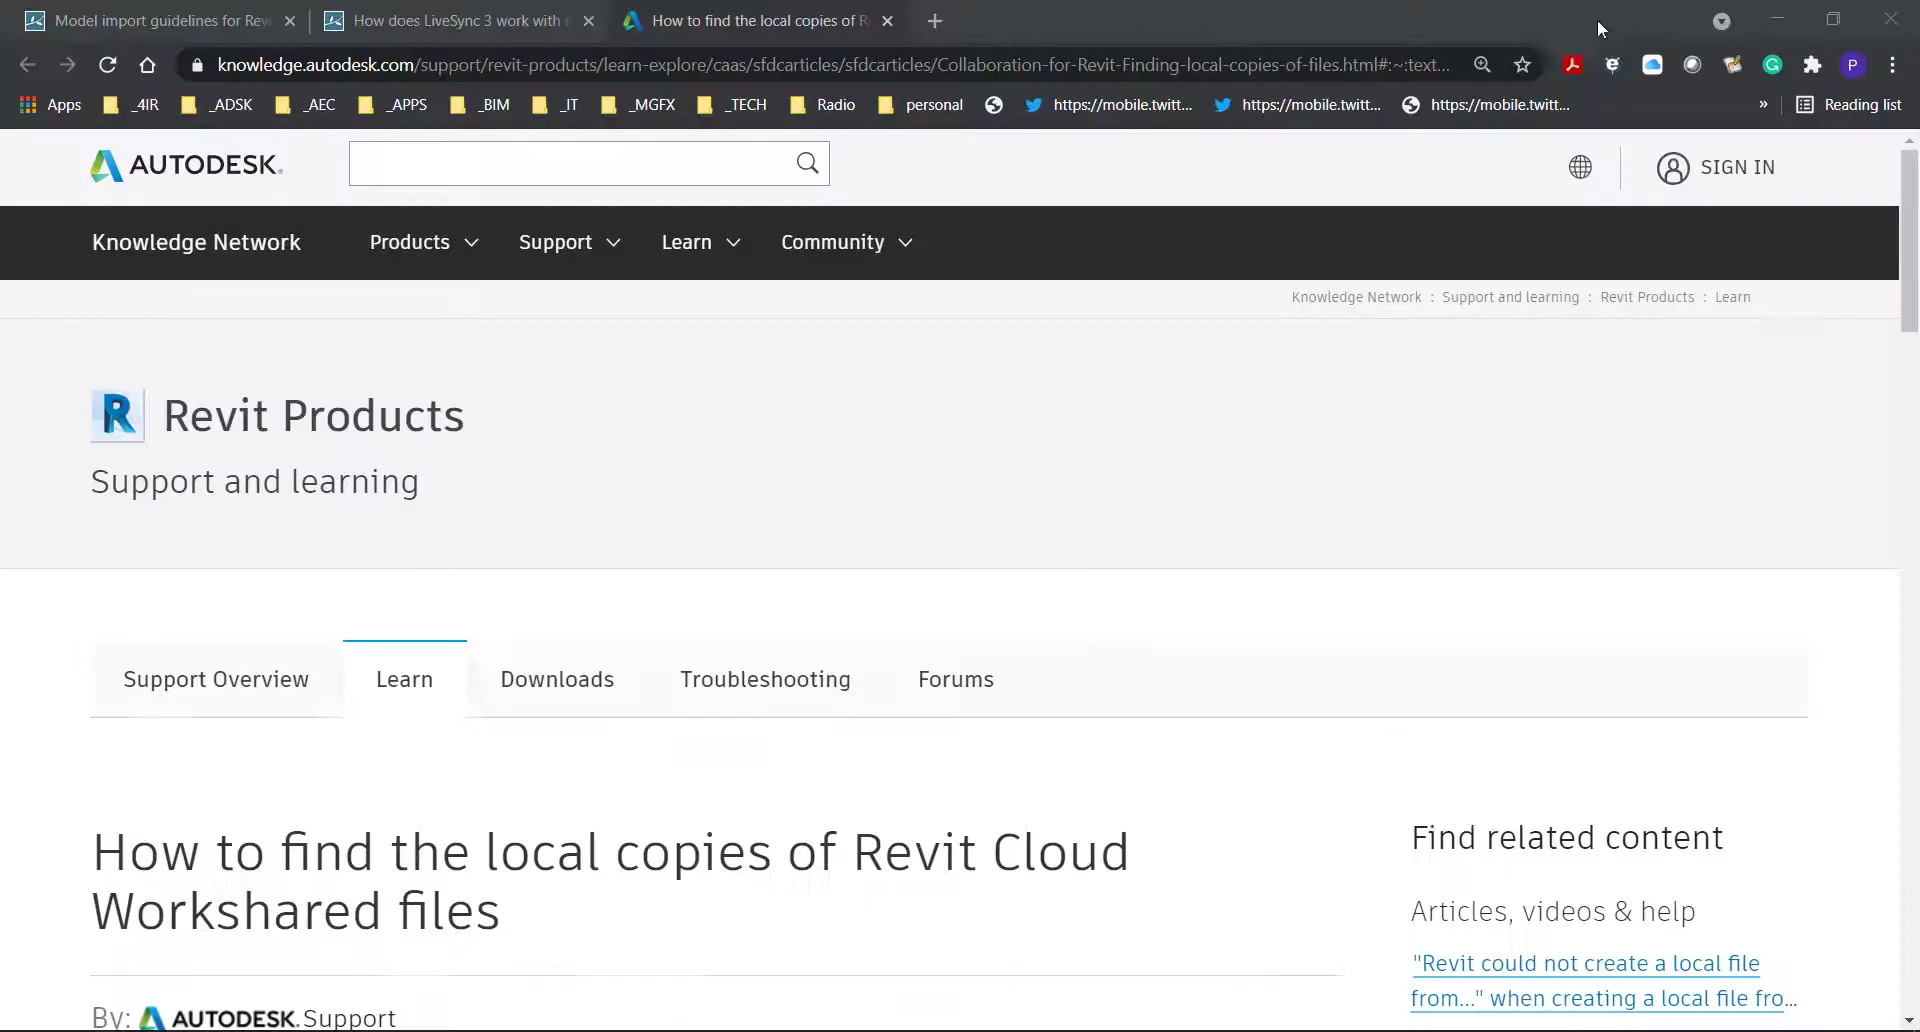 Model import guidelines for Revi
How does LiveSync 3 work with
How to find the local copies of R
knowledge.autodesk.com/support/revit-products/learn-explore/caas/sfdcarticles/sfdcarticles/Collaboration-for-Revit-Finding-local-copies-of-files.html#:~:text...
P
Apps _4IR _ADSK _AEC _APPS _BIM _IT _MGFX _TECH Radio personal https://mobile.twitt... https://mobile.twitt... https://mobile.twitt... » Reading list
AUTODESK.
SIGN IN
Knowledge Network Products Support Learn Community
Knowledge Network : Support and learning : Revit Products : Learn
R Revit Products
Support and learning
Support Overview Learn Downloads Troubleshooting Forums
How to find the local copies of Revit Cloud
Workshared files
By: AUTODESK. Support
Find related content
Articles, videos & help
"Revit could not create a local file
from..." when creating a local file fro...